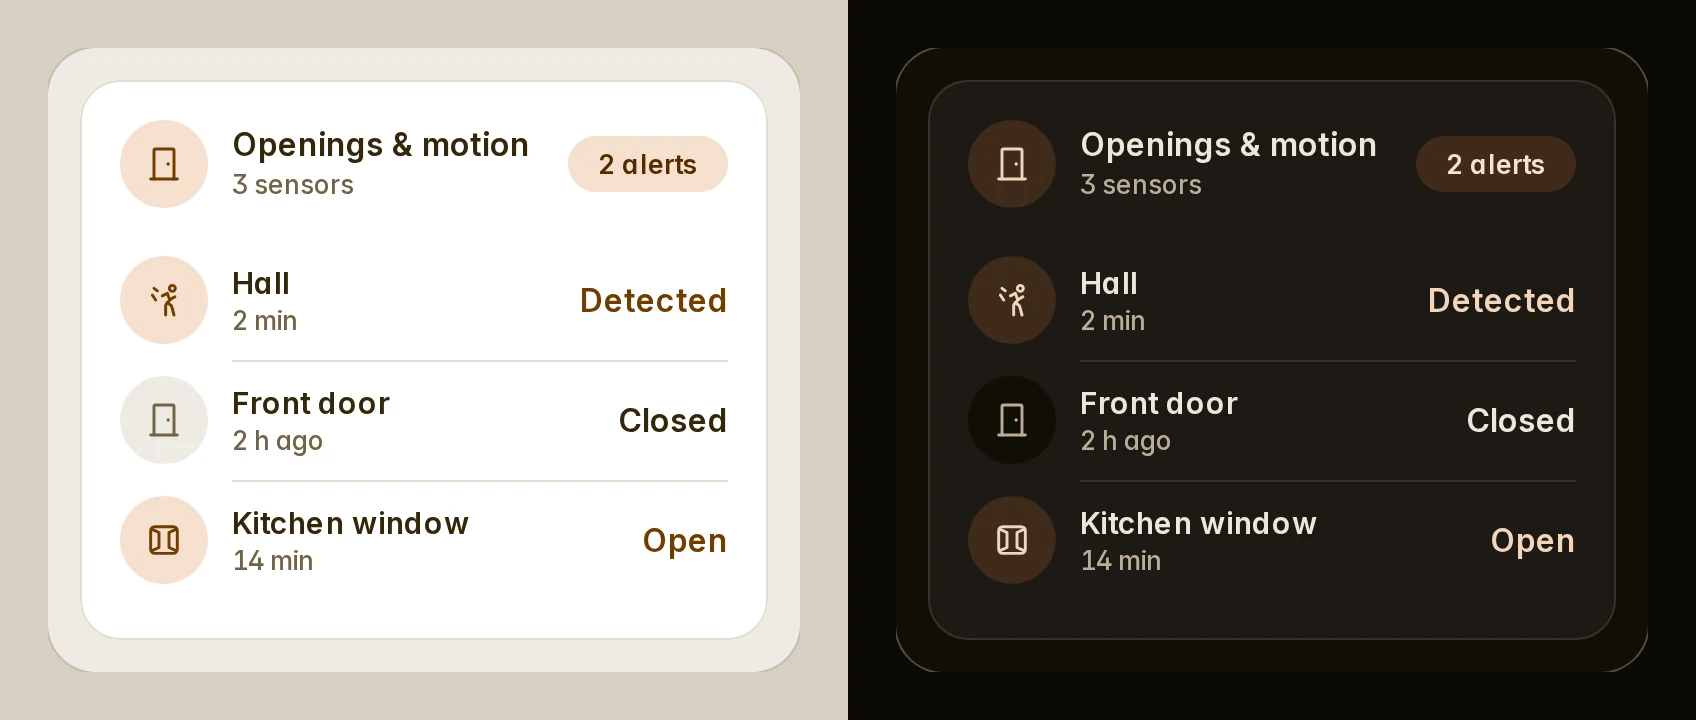 Openings & motion
3 sensors
2 alerts
Hall
2 min
Detected
Front door
2 h ago
Closed
Kitchen window
14 min
Open
Openings & motion
3 sensors
2 alerts
Hall
2 min
Detected
Front door
2 h ago
Closed
Kitchen window
14 min
Open